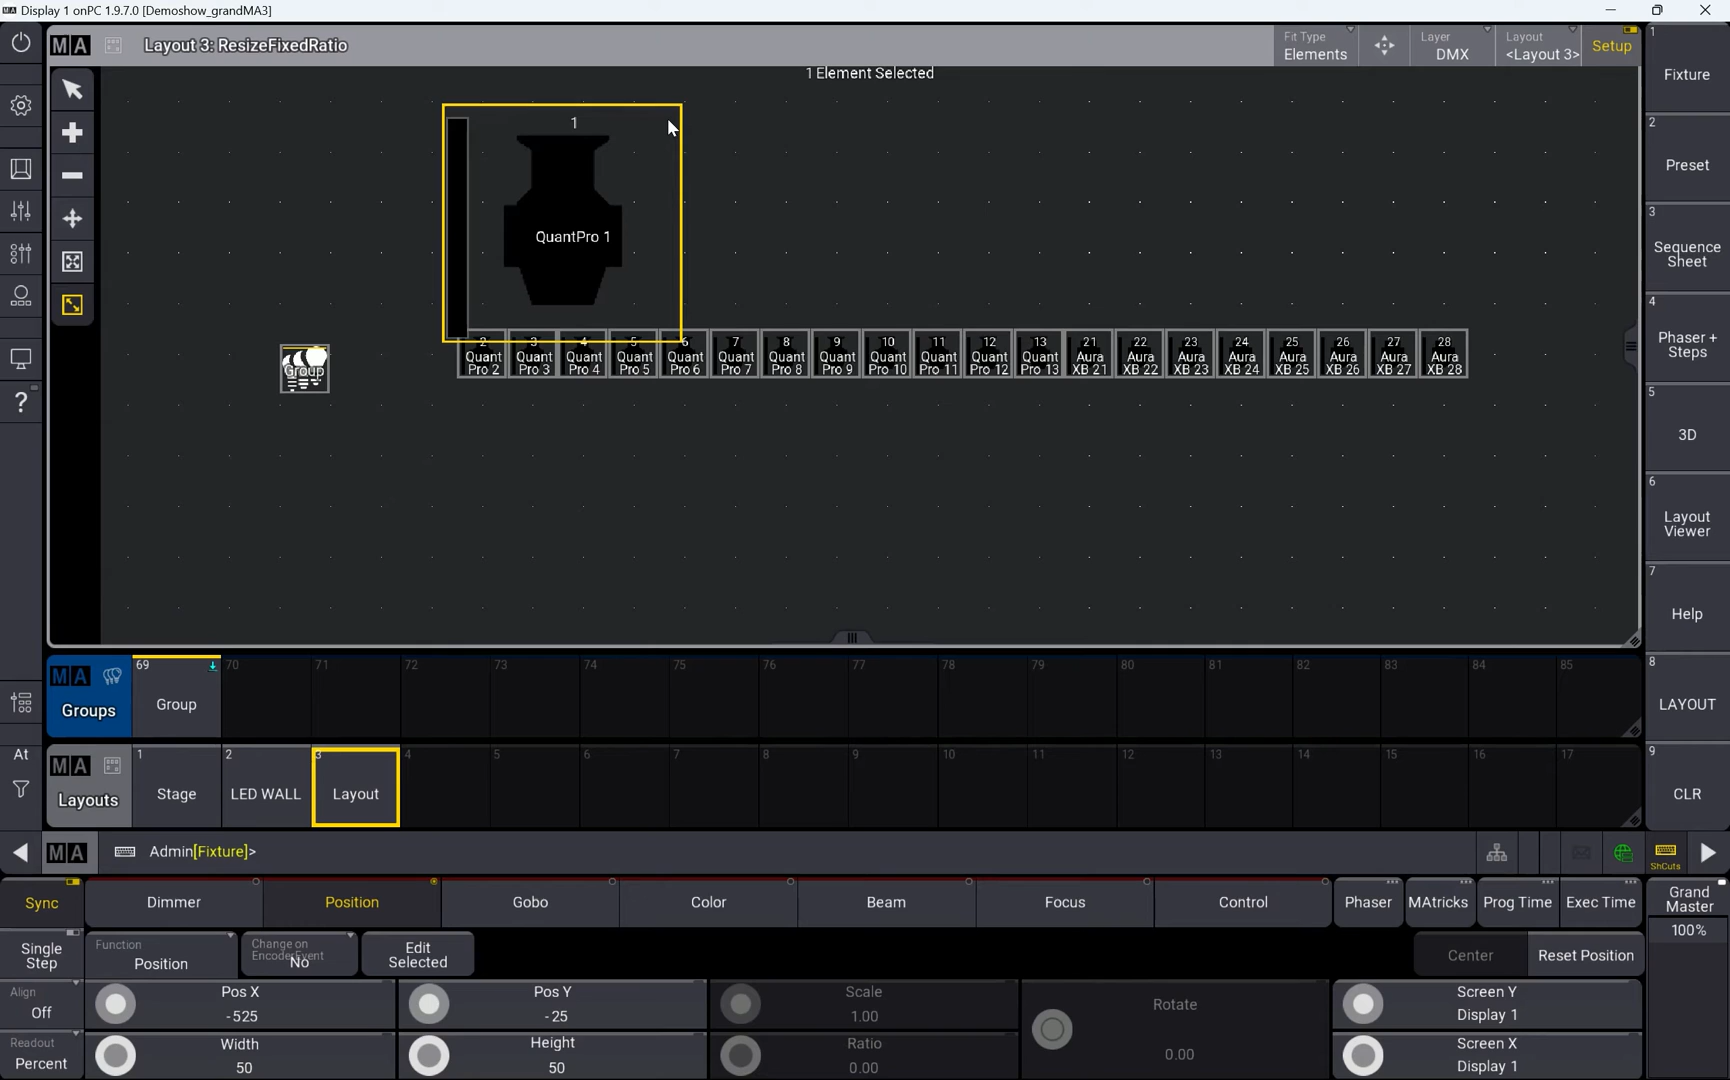 Display 1 onPC 1.9.7.0 [Demoshow_grandMA3]
MA
Layout 3: ResizeFixedRatio
Fit Type
Elements
Layer
DMX
Layout
<Layout 3>
Setup
1 Element Selected
1
QuantPro 1
Group
2
Quant
Pro 2
3
Quant
Pro 3
4
Quant
Pro 4
5
Quant
Pro 5
6
Quant
Pro 6
7
Quant
Pro 7
8
Quant
Pro 8
9
Quant
Pro 9
10
Quant
Pro 10
11
Quant
Pro 11
12
Quant
Pro 12
13
Quant
Pro 13
21
Aura
XB 21
22
Aura
XB 22
23
Aura
XB 23
24
Aura
XB 24
25
Aura
XB 25
26
Aura
XB 26
27
Aura
XB 27
28
Aura
XB 28
1
Fixture
2
Preset
3
Sequence
Sheet
4
Phaser +
Steps
5
3D
6
Layout
Viewer
7
Help
8
LAYOUT
9
CLR
?
MA
Groups
69
Group
70
71
72
73
74
75
76
77
78
79
80
81
82
83
84
85
At
MA
Layouts
1
Stage
2
LED WALL
3
Layout
4
5
6
7
8
9
10
11
12
13
14
15
16
17
MA
Admin[Fixture]>
ShCuts
Sync
Dimmer
Position
Gobo
Color
Beam
Focus
Control
Phaser
MAtricks
Prog Time
Exec Time
Grand
Master
100%
Single
Step
Function
Position
Change on
EncoderEvent
No
Edit
Selected
Center
Reset Position
Align
Off
Pos X
-525
Pos Y
-25
Scale
1.00
Rotate
0.00
Screen Y
Display 1
Readout
Percent
Width
50
Height
50
Ratio
0.00
Screen X
Display 1